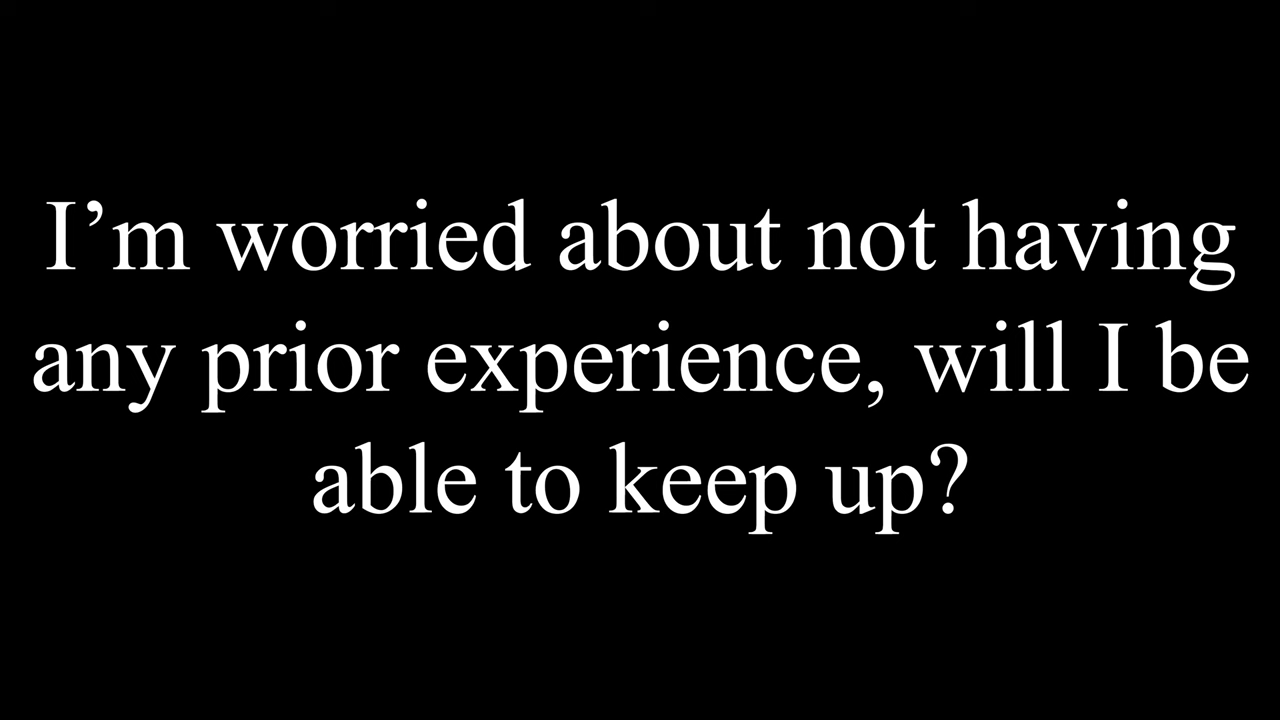 I’m worried about not having
any prior experience, will I be
able to keep up?